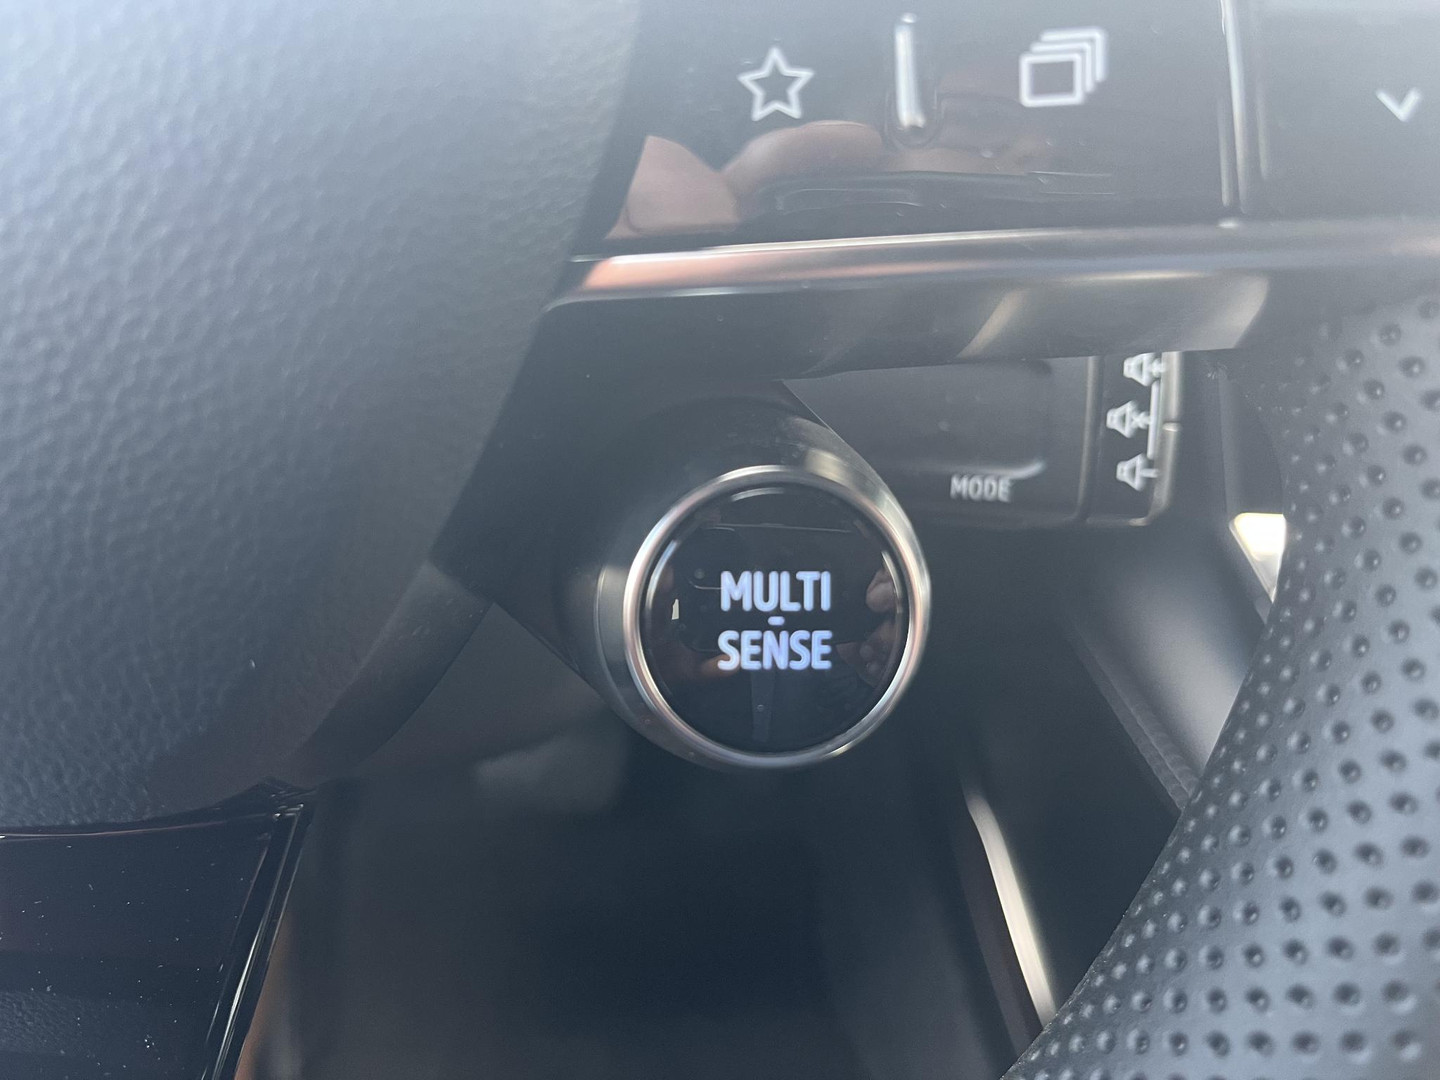 MODE
MULTI
-
SENSE